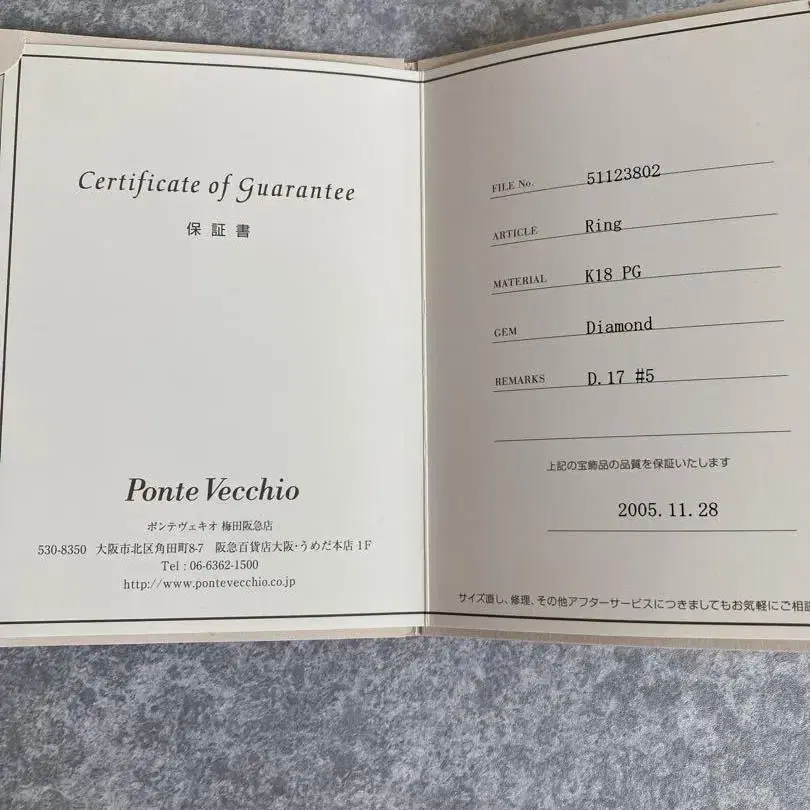 Certificate of Guarantee
保証書
Ponte Vecchio
ポンテヴェキオ 梅田阪急店
530-8350 大阪市北区角田町8-7 阪急百貨店大阪・うめだ本店 1F
Tel : 06-6362-1500
http://www.pontevecchio.co.jp
FILE No. 51123802
ARTICLE Ring
MATERIAL K18 PG
GEM Diamond
REMARKS D.17 #5
上記の宝飾品の品質を保証いたします
2005.11.28
サイズ直し、修理、その他アフターサービスにつきましてもお気軽にご相談